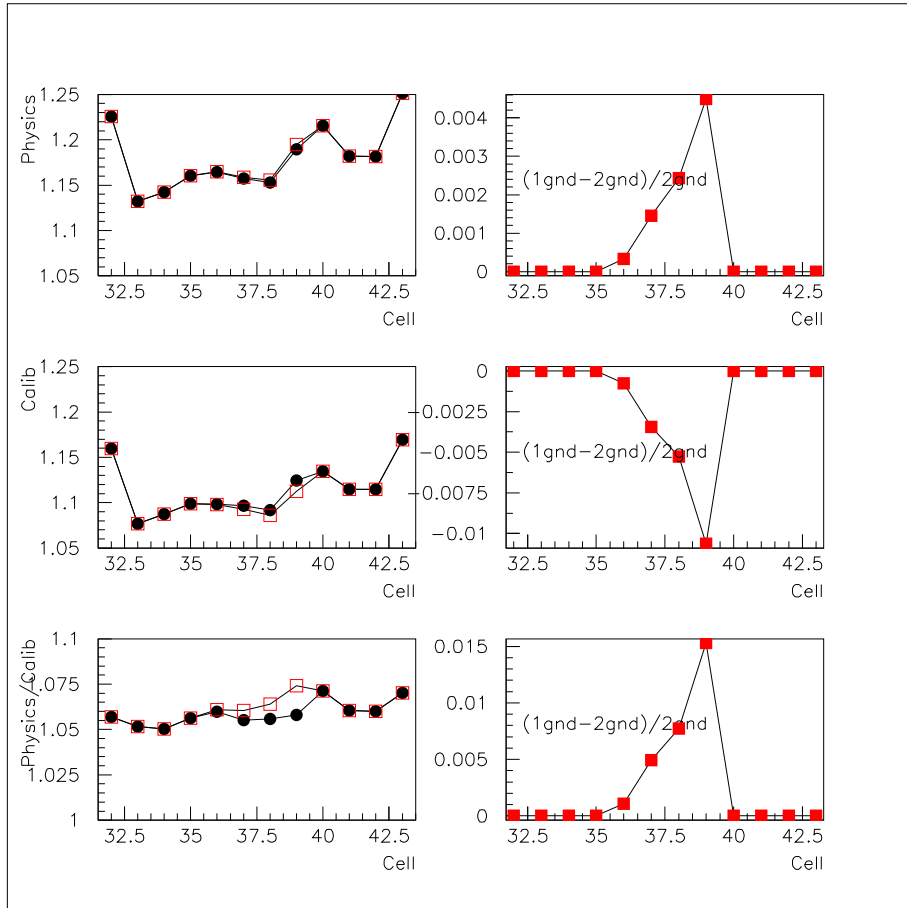 Physics
1.25
1.2
1.15
1.1
1.05
32.5 35 37.5 40 42.5
Cell
0.004
0.003
0.002
0.001
0
(1gnd−2gnd)/2gnd
32.5 35 37.5 40 42.5
Cell
Calib
1.25
1.2
1.15
1.1
1.05
32.5 35 37.5 40 42.5
Cell
0
−0.0025
−0.005
−0.0075
−0.01
(1gnd−2gnd)/2gnd
32.5 35 37.5 40 42.5
Cell
Physics/Calib
1.1
1.075
1.05
1.025
1
32.5 35 37.5 40 42.5
Cell
0.015
0.01
0.005
0
(1gnd−2gnd)/2gnd
32.5 35 37.5 40 42.5
Cell